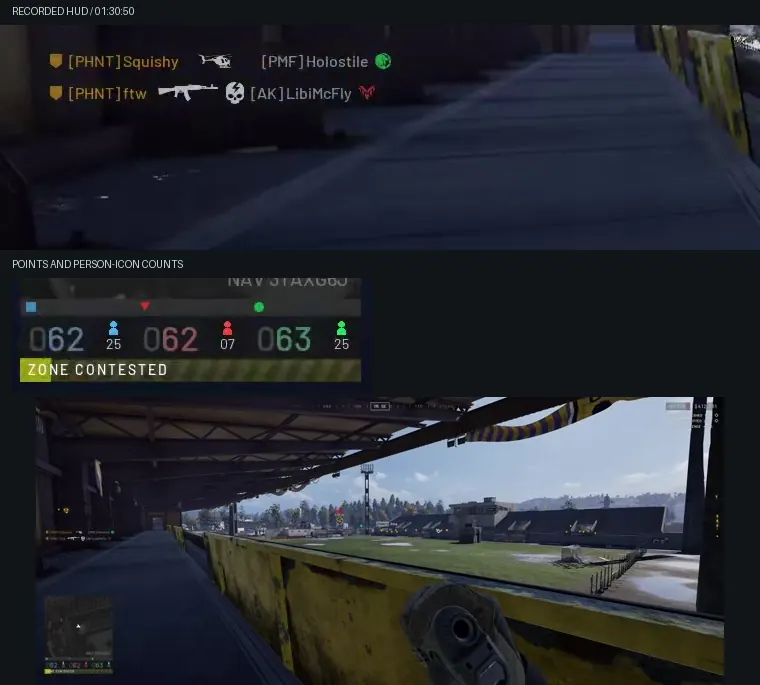 RECORDED HUD / 01:30:50
[PHNT]Squishy [PMF]Holostile
[PHNT]ftw [AK]LibiMcFly
POINTS AND PERSON-ICON COUNTS
062 25 062 07 063 25
ZONE CONTESTED